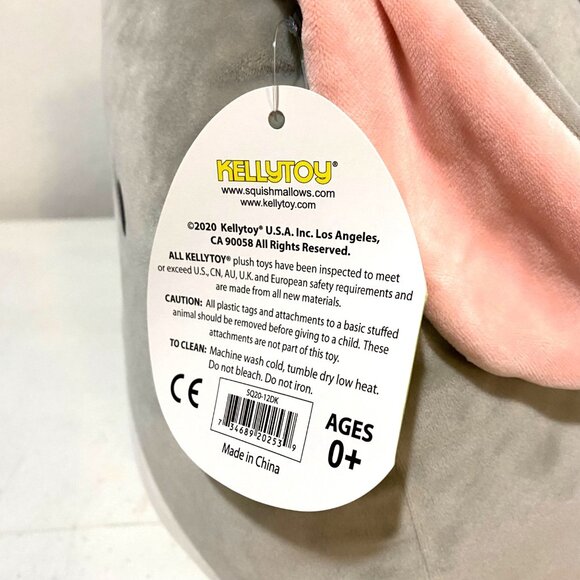 KELLYTOY®
www.squishmallows.com
www.kellytoy.com
©2020 Kellytoy® U.S.A. Inc. Los Angeles,
CA 90058 All Rights Reserved.
ALL KELLYTOY® plush toys have been inspected to meet
or exceed U.S., CN, AU, U.K. and European safety requirements and
are made from all new materials.
CAUTION: All plastic tags and attachments to a basic stuffed
animal should be removed before giving to a child. These
attachments are not part of this toy.
TO CLEAN: Machine wash cold, tumble dry low heat.
Do not bleach. Do not iron.
CE
SQ20-12DK
7 34689 20253 9
Made in China
AGES
0+